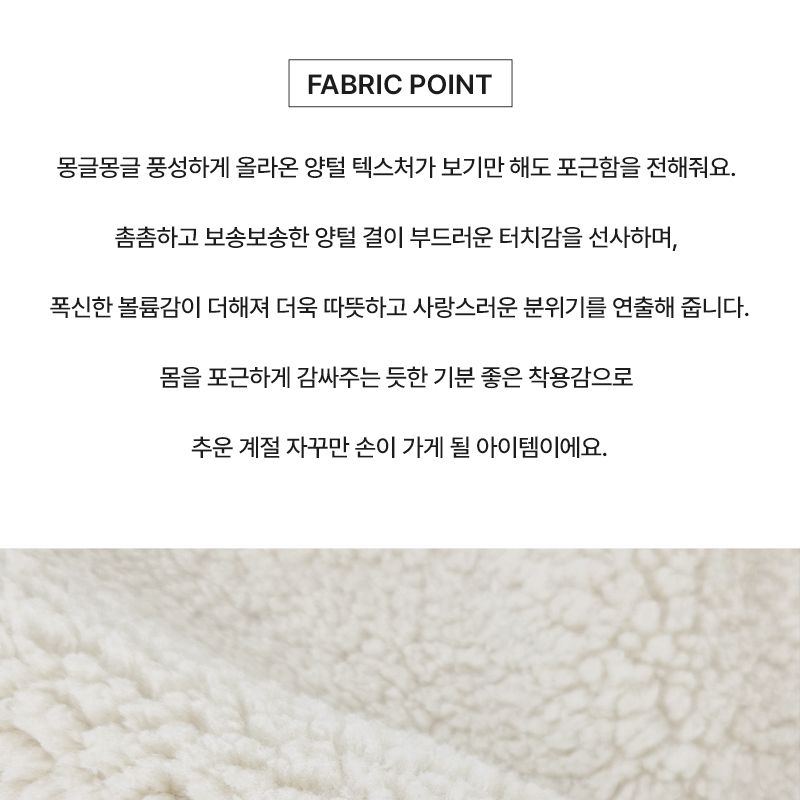 FABRIC POINT
몽글몽글 풍성하게 올라온 양털 텍스처가 보기만 해도 포근함을 전해줘요.
촘촘하고 보송보송한 양털 결이 부드러운 터치감을 선사하며,
폭신한 볼륨감이 더해져 더욱 따뜻하고 사랑스러운 분위기를 연출해 줍니다.
몸을 포근하게 감싸주는 듯한 기분 좋은 착용감으로
추운 계절 자꾸만 손이 가게 될 아이템이에요.